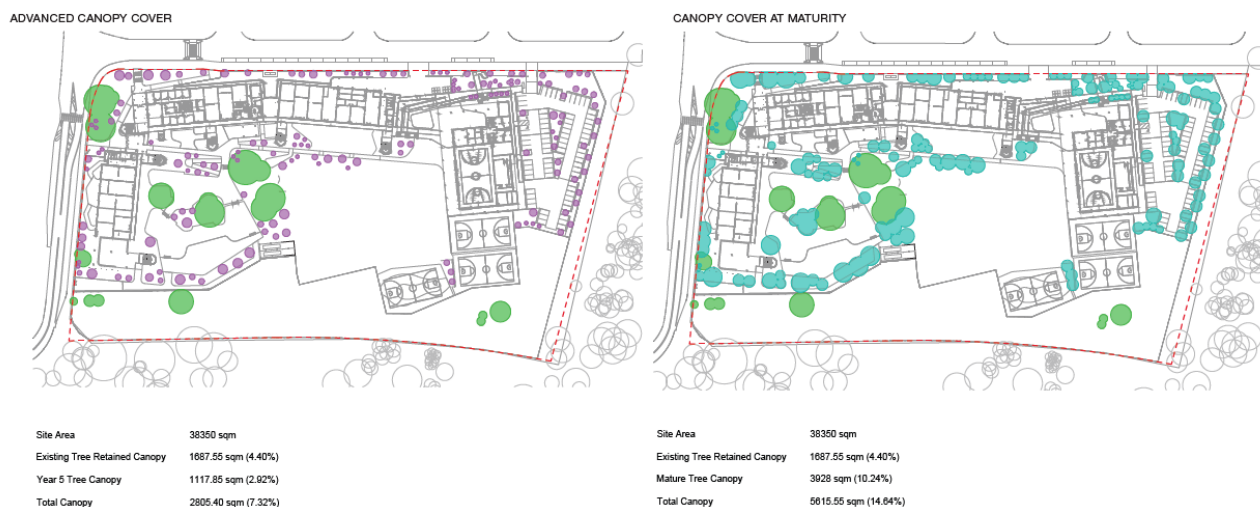 ADVANCED CANOPY COVER
Site Area 38350 sqm
Existing Tree Retained Canopy 1687.55 sqm (4.40%)
Year 5 Tree Canopy 1117.85 sqm (2.92%)
Total Canopy 2805.40 sqm (7.32%)
CANOPY COVER AT MATURITY
Site Area 38350 sqm
Existing Tree Retained Canopy 1687.55 sqm (4.40%)
Mature Tree Canopy 3928 sqm (10.24%)
Total Canopy 5615.55 sqm (14.64%)